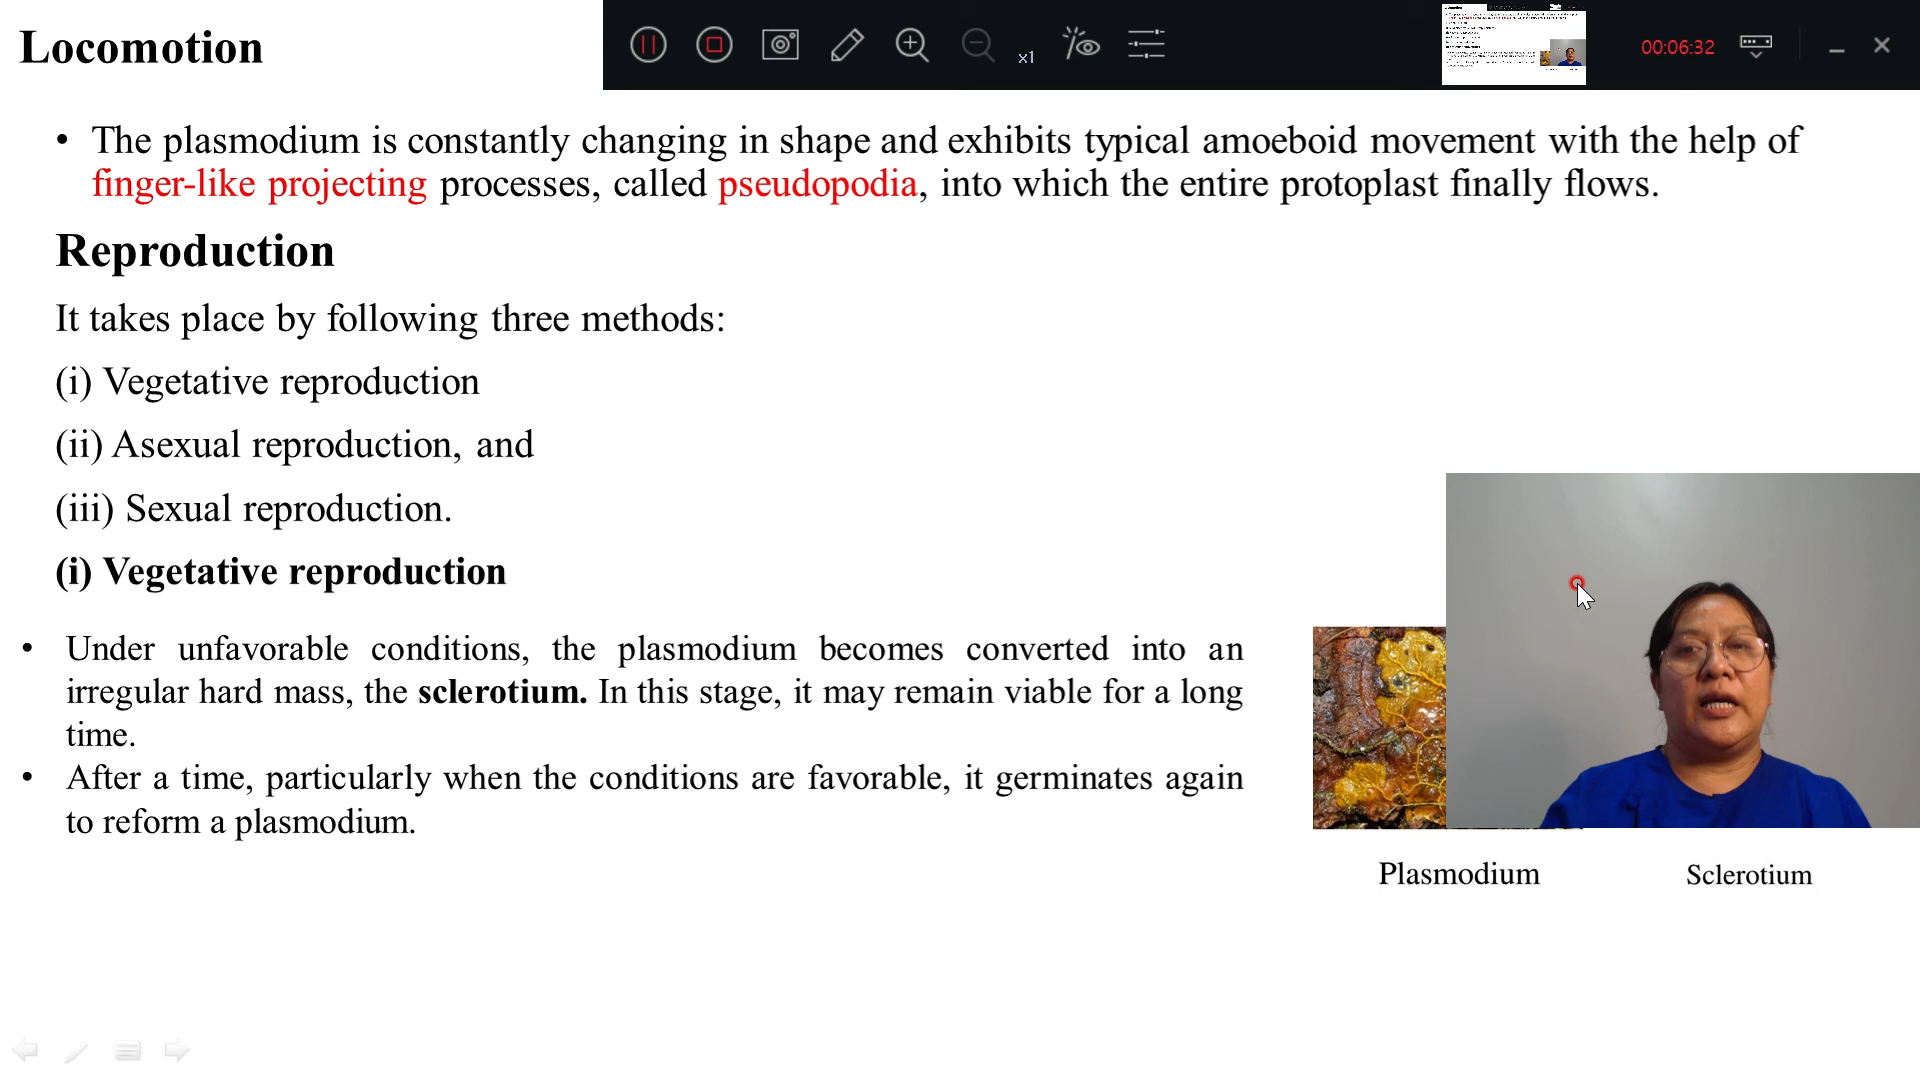 Locomotion
x1
00:06:32
• The plasmodium is constantly changing in shape and exhibits typical amoeboid movement with the help of
finger-like projecting processes, called pseudopodia, into which the entire protoplast finally flows.
Reproduction
It takes place by following three methods:
(i) Vegetative reproduction
(ii) Asexual reproduction, and
(iii) Sexual reproduction.
(i) Vegetative reproduction
• Under unfavorable conditions, the plasmodium becomes converted into an
irregular hard mass, the sclerotium. In this stage, it may remain viable for a long
time.
• After a time, particularly when the conditions are favorable, it germinates again
to reform a plasmodium.
Plasmodium
Sclerotium